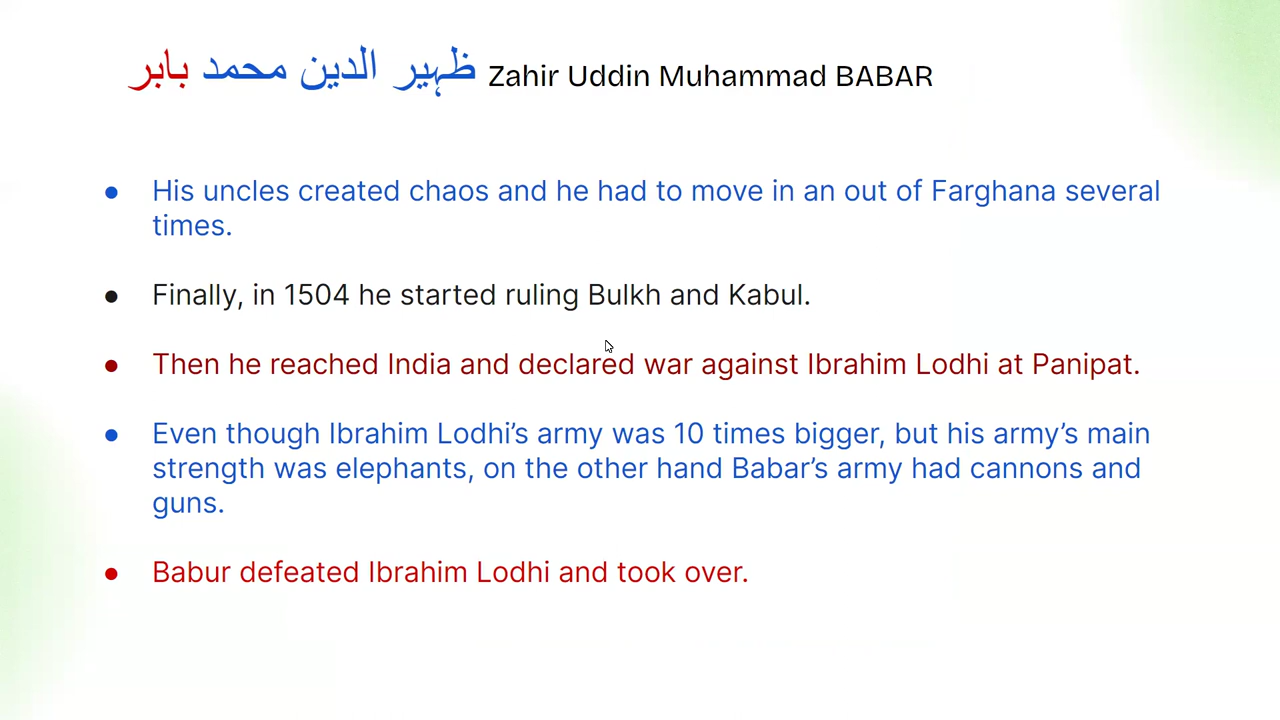 ظہیر الدین محمد بابر Zahir Uddin Muhammad BABAR
● His uncles created chaos and he had to move in an out of Farghana several
times.
● Finally, in 1504 he started ruling Bulkh and Kabul.
● Then he reached India and declared war against Ibrahim Lodhi at Panipat.
● Even though Ibrahim Lodhi’s army was 10 times bigger, but his army’s main
strength was elephants, on the other hand Babar’s army had cannons and
guns.
● Babur defeated Ibrahim Lodhi and took over.